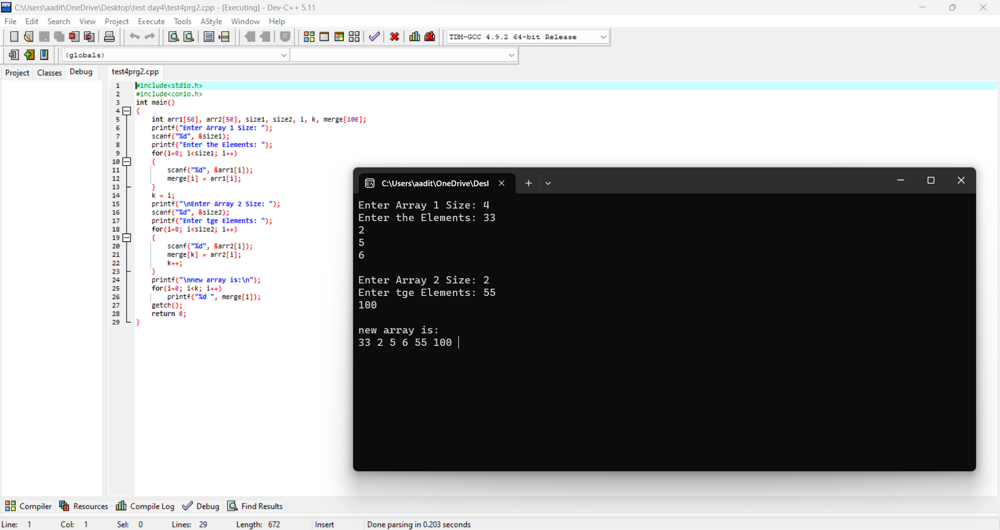 C:\Users\aadit\OneDrive\Desktop\test day4\test4prg2.cpp - [Executing] - Dev-C++ 5.11
File Edit Search View Project Execute Tools AStyle Window Help
TDM-GCC 4.9.2 64-bit Release
(globals)
Project Classes Debug
test4prg2.cpp
1 #include<stdio.h>
2 #include<conio.h>
3 int main()
4 {
5 int arr1[50], arr2[50], size1, size2, i, k, merge[100];
6 printf("Enter Array 1 Size: ");
7 scanf("%d", &size1);
8 printf("Enter the Elements: ");
9 for(i=0; i<size1; i++)
10 {
11 scanf("%d", &arr1[i]);
12 merge[i] = arr1[i];
13 }
14 k = i;
15 printf("\nEnter Array 2 Size: ");
16 scanf("%d", &size2);
17 printf("Enter tge Elements: ");
18 for(i=0; i<size2; i++)
19 {
20 scanf("%d", &arr2[i]);
21 merge[k] = arr2[i];
22 k++;
23 }
24 printf("\nnew array is:\n");
25 for(i=0; i<k; i++)
26 printf("%d ", merge[i]);
27 getch();
28 return 0;
29 }
C:\Users\aadit\OneDrive\Desl
Enter Array 1 Size: 4
Enter the Elements: 33
2
5
6
Enter Array 2 Size: 2
Enter tge Elements: 55
100
new array is:
33 2 5 6 55 100
Compiler Resources Compile Log Debug Find Results
Line: 1 Col: 1 Sel: 0 Lines: 29 Length: 672 Insert Done parsing in 0.203 seconds